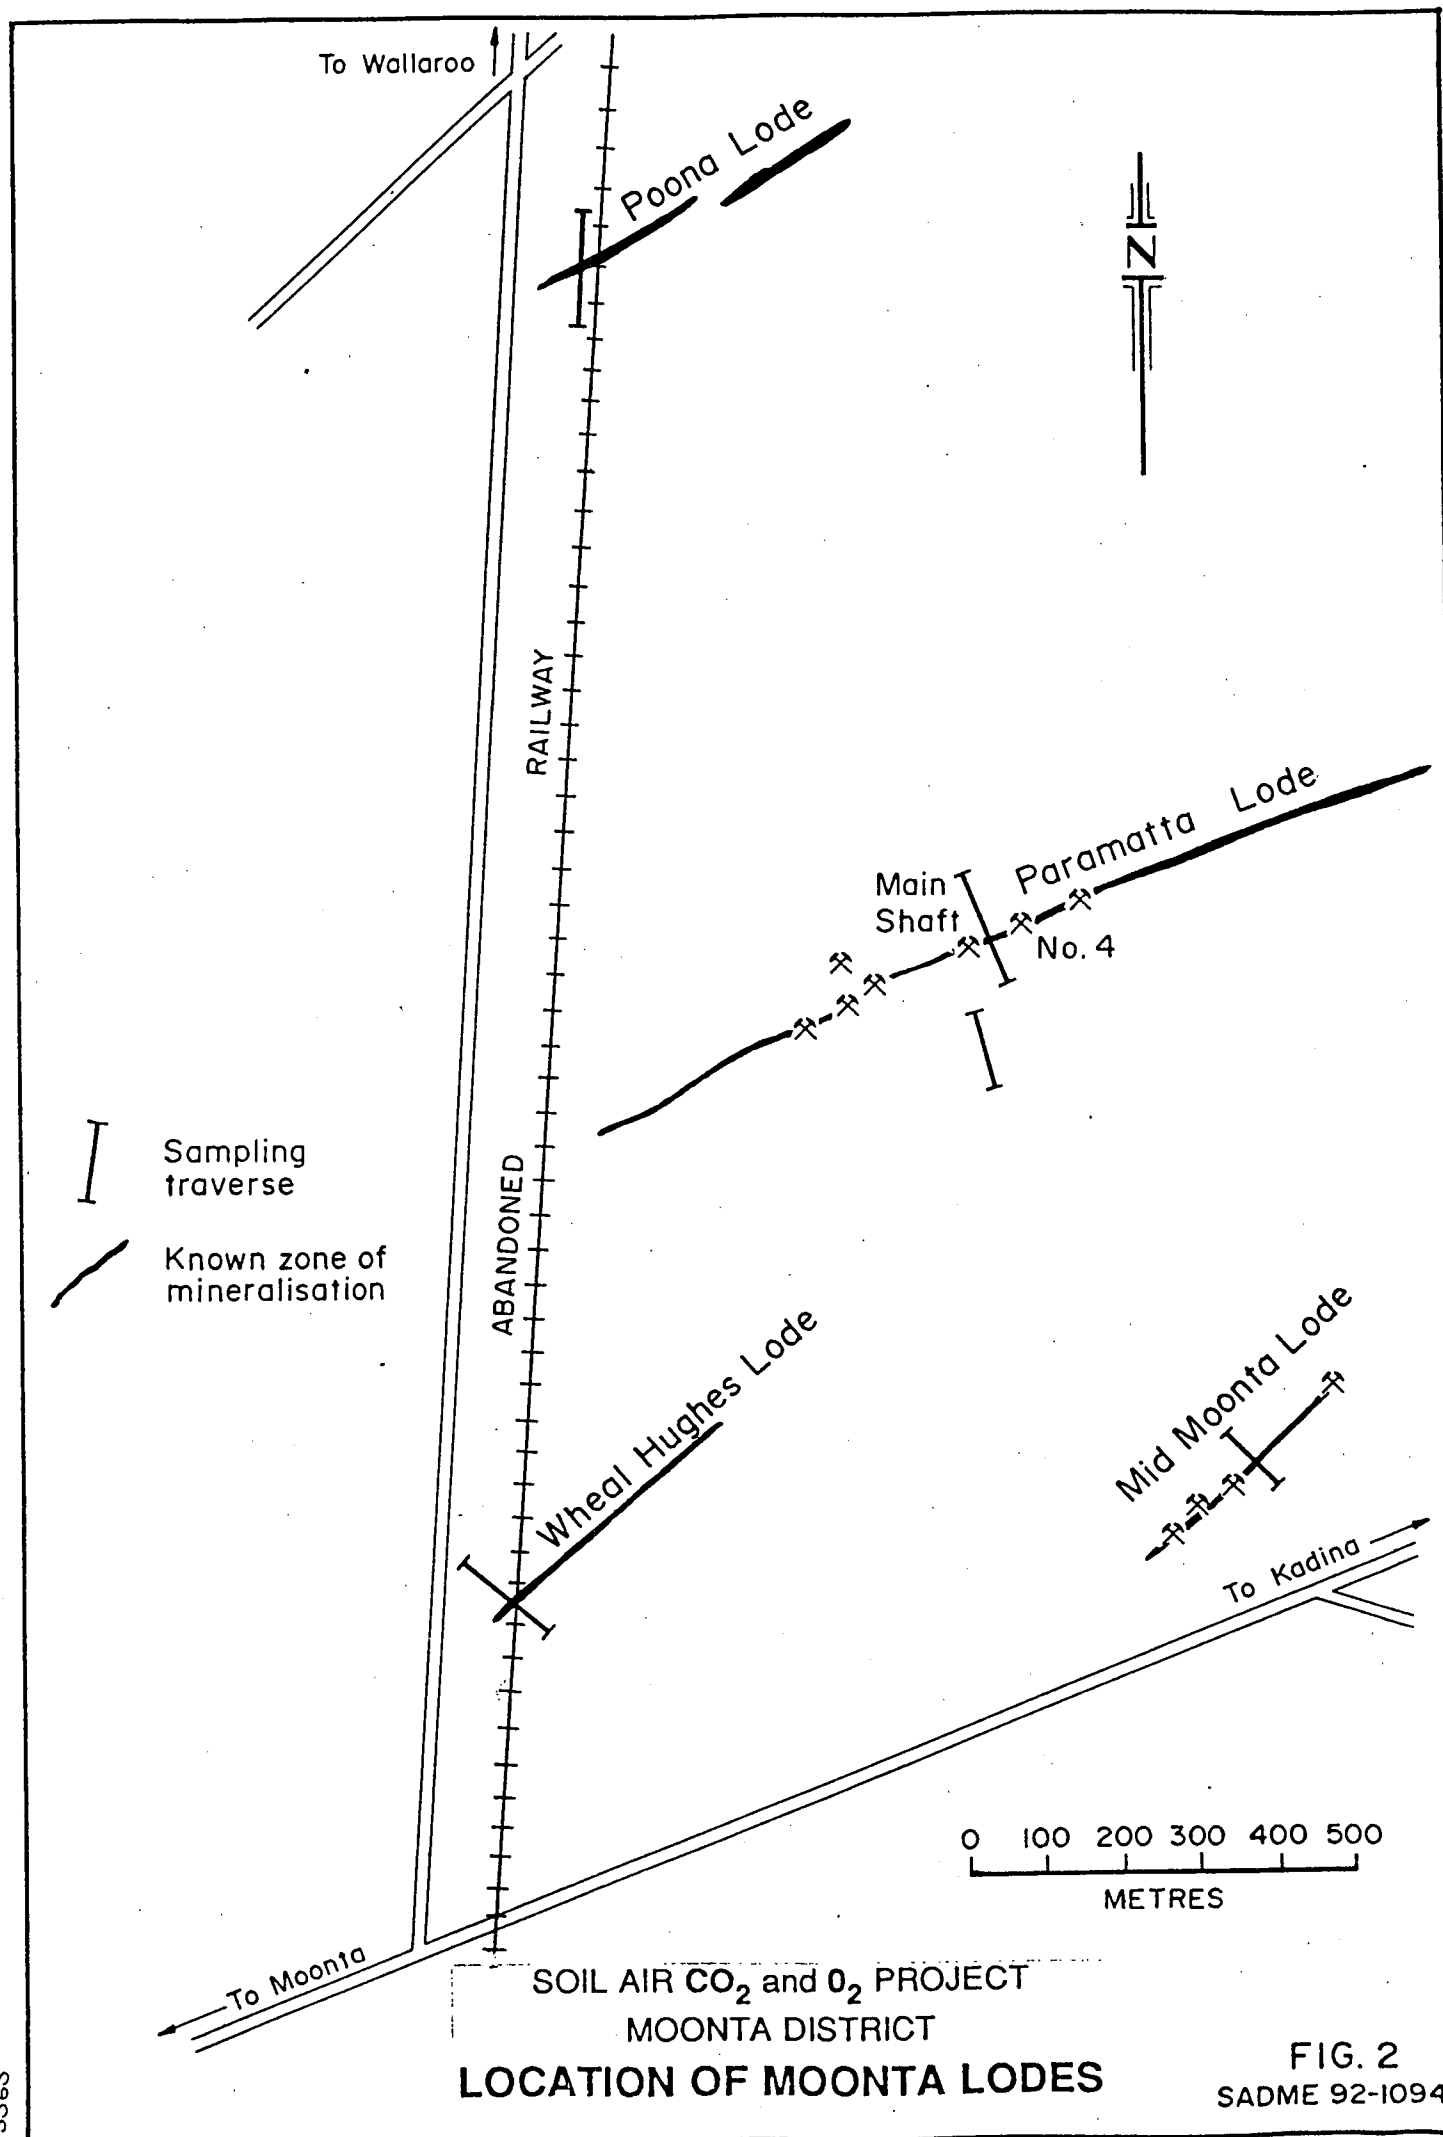 To Wallaroo
Poona Lode
N
RAILWAY
Paramatta Lode
Main
Shaft
No. 4
Sampling
traverse
Known zone of
mineralisation
ABANDONED
Wheal Hughes Lode
Mid Moonta Lode
To Kadina
0 100 200 300 400 500
METRES
To Moonta
SOIL AIR CO₂ and O₂ PROJECT
MOONTA DISTRICT
LOCATION OF MOONTA LODES
FIG. 2
SADME 92-1094